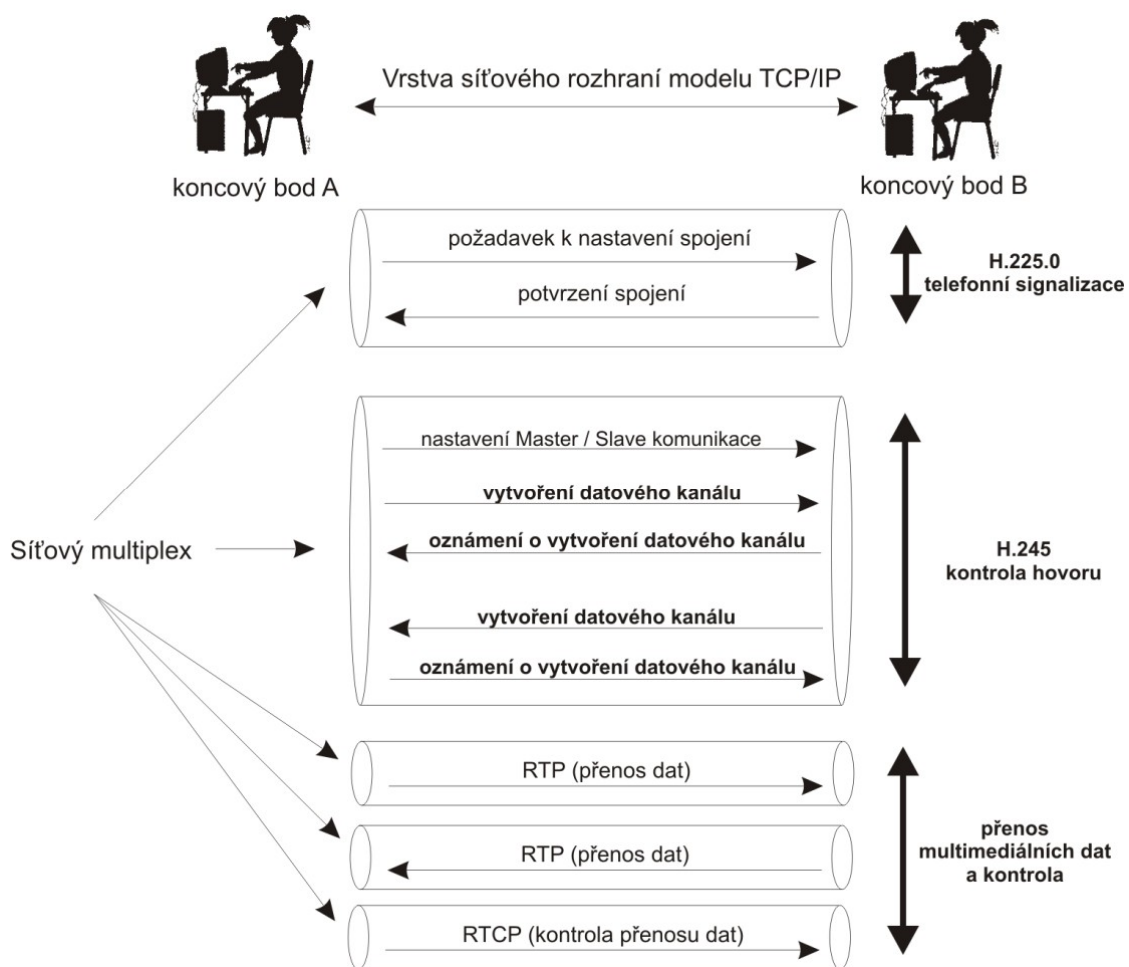 Vrstva síťového rozhraní modelu TCP/IP
koncový bod A
koncový bod B
požadavek k nastavení spojení
potvrzení spojení
H.225.0
telefonní signalizace
nastavení Master / Slave komunikace
vytvoření datového kanálu
oznámení o vytvoření datového kanálu
vytvoření datového kanálu
oznámení o vytvoření datového kanálu
H.245
kontrola hovoru
Síťový multiplex
RTP (přenos dat)
RTP (přenos dat)
RTCP (kontrola přenosu dat)
přenos
multimediálních dat
a kontrola